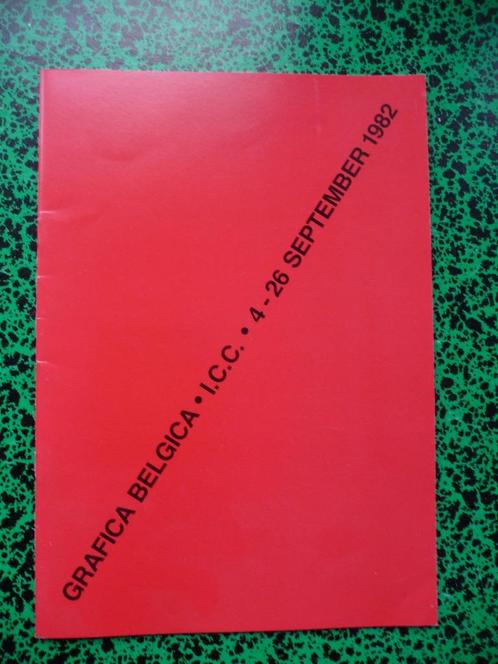 GRAFICA BELGICA • I.C.C. • 4 - 26 SEPTEMBER 1982